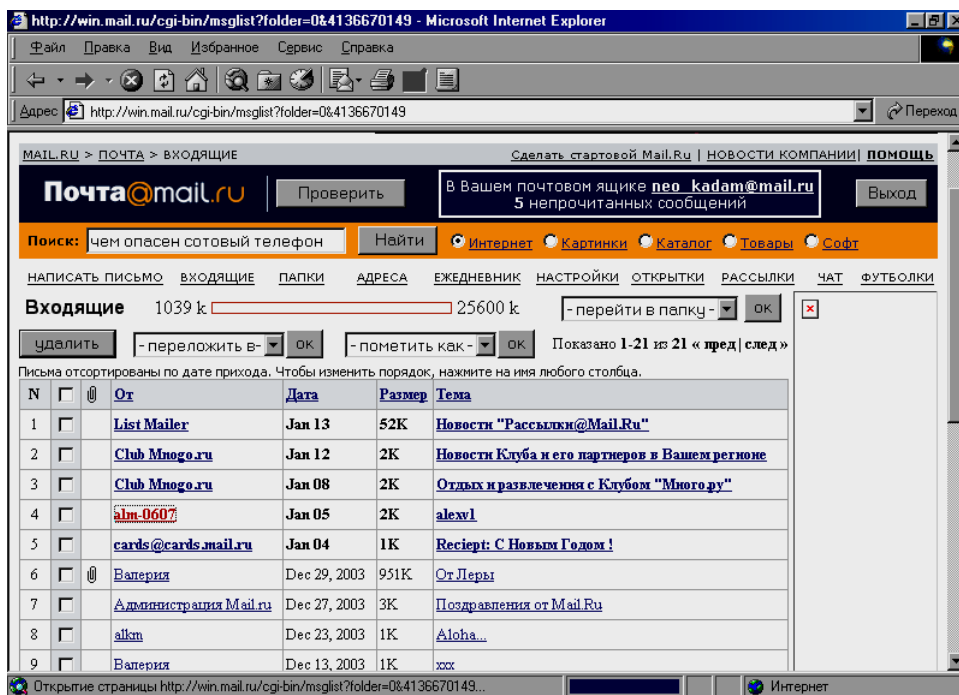 http://win.mail.ru/cgi-bin/msglist?folder=0&4136670149 - Microsoft Internet Explorer
Файл Правка Вид Избранное Сервис Справка
Адрес http://win.mail.ru/cgi-bin/msglist?folder=0&4136670149 Переход
MAIL.RU > ПОЧТА > ВХОДЯЩИЕ Сделать стартовой Mail.Ru | НОВОСТИ КОМПАНИИ| ПОМОЩЬ
Почта@mail.ru Проверить В Вашем почтовом ящике neo_kadam@mail.ru Выход
5 непрочитанных сообщений
Поиск: чем опасен сотовый телефон Найти Интернет Картинки Каталог Товары Софт
НАПИСАТЬ ПИСЬМО ВХОДЯЩИЕ ПАПКИ АДРЕСА ЕЖЕДНЕВНИК НАСТРОЙКИ ОТКРЫТКИ РАССЫЛКИ ЧАТ ФУТБОЛКИ
Входящие 1039 k 25600 k - перейти в папку - ОК
удалить - переложить в- ОК - пометить как - ОК Показано 1-21 из 21 « пред | след »
Письма отсортированы по дате прихода. Чтобы изменить порядок, нажмите на имя любого столбца.
N От Дата Размер Тема
1 List Mailer Jan 13 52K Новости "Рассылки@Mail.Ru"
2 Club Mnogo.ru Jan 12 2K Новости Клуба и его партнеров в Вашем регионе
3 Club Mnogo.ru Jan 08 2K Отдых и развлечения с Клубом "Много.ру"
4 alm-0607 Jan 05 2K alexv1
5 cards@cards.mail.ru Jan 04 1K Reciept: С Новым Годом !
6 Валерия Dec 29, 2003 951K От Леры
7 Администрация Mail.ru Dec 27, 2003 3K Поздравления от Mail.Ru
8 alkm Dec 23, 2003 1K Aloha...
9 Валерия Dec 13, 2003 1K xxx
Открытие страницы http://win.mail.ru/cgi-bin/msglist?folder=0&4136670149... Интернет